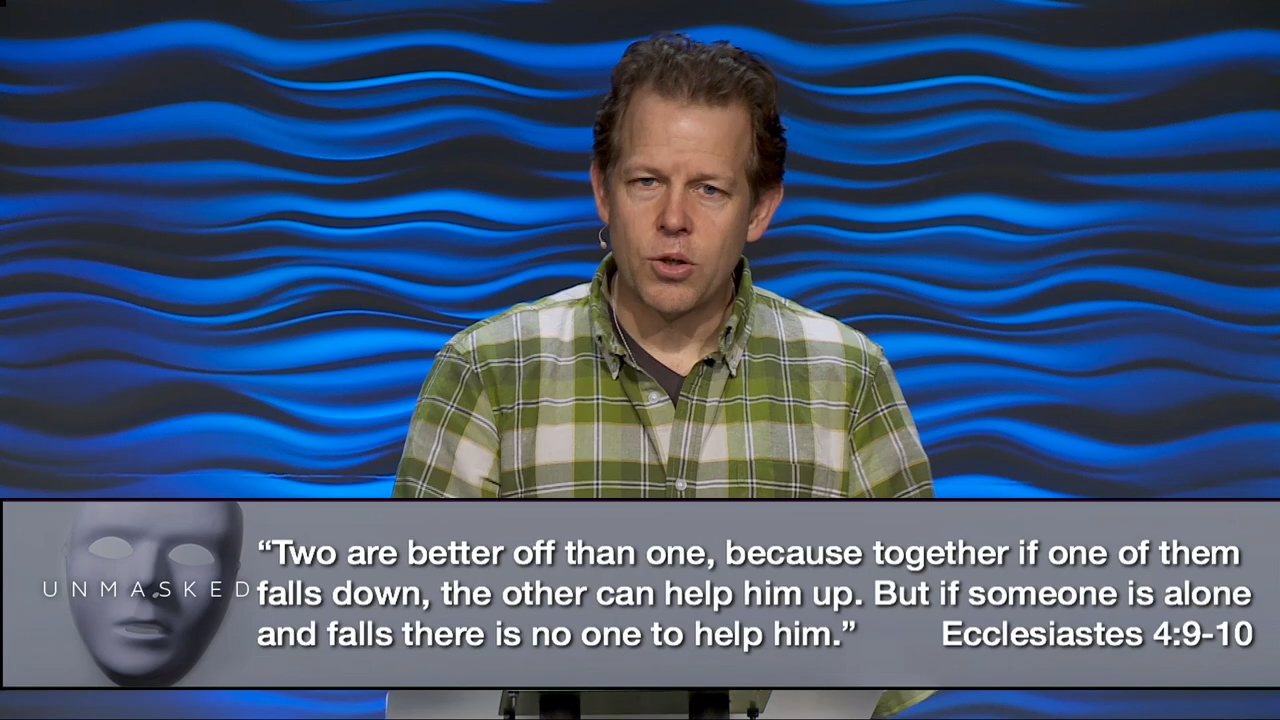 UNMASKED
“Two are better off than one, because together if one of them
falls down, the other can help him up. But if someone is alone
and falls there is no one to help him.” Ecclesiastes 4:9-10